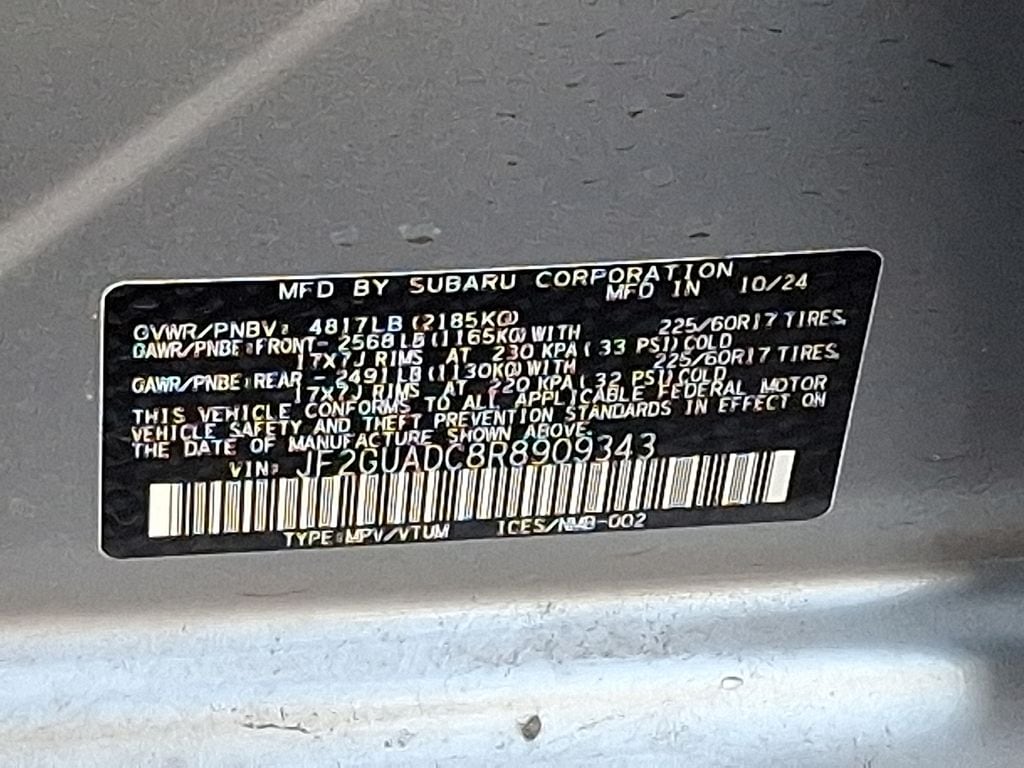 MFD BY SUBARU CORPORATION
MFD IN 10/24
GVWR/PNBV: 4817LB(2185KG)
GAWR/PNBE:FRONT- 2568LB(1165KG)WITH 225/60R17 TIRES,
17X7J RIMS AT 230 KPA( 33 PSI)COLD
GAWR/PNBE:REAR - 2491LB(1130KG)WITH 225/60R17 TIRES,
17X7J RIMS AT 220 KPA( 32 PSI)COLD
THIS VEHICLE CONFORMS TO ALL APPLICABLE FEDERAL MOTOR
VEHICLE SAFETY AND THEFT PREVENTION STANDARDS IN EFFECT ON
THE DATE OF MANUFACTURE SHOWN ABOVE.
VIN: JF2GUADC8R8909343
TYPE:MPV/VTUM ICES/NMB-002